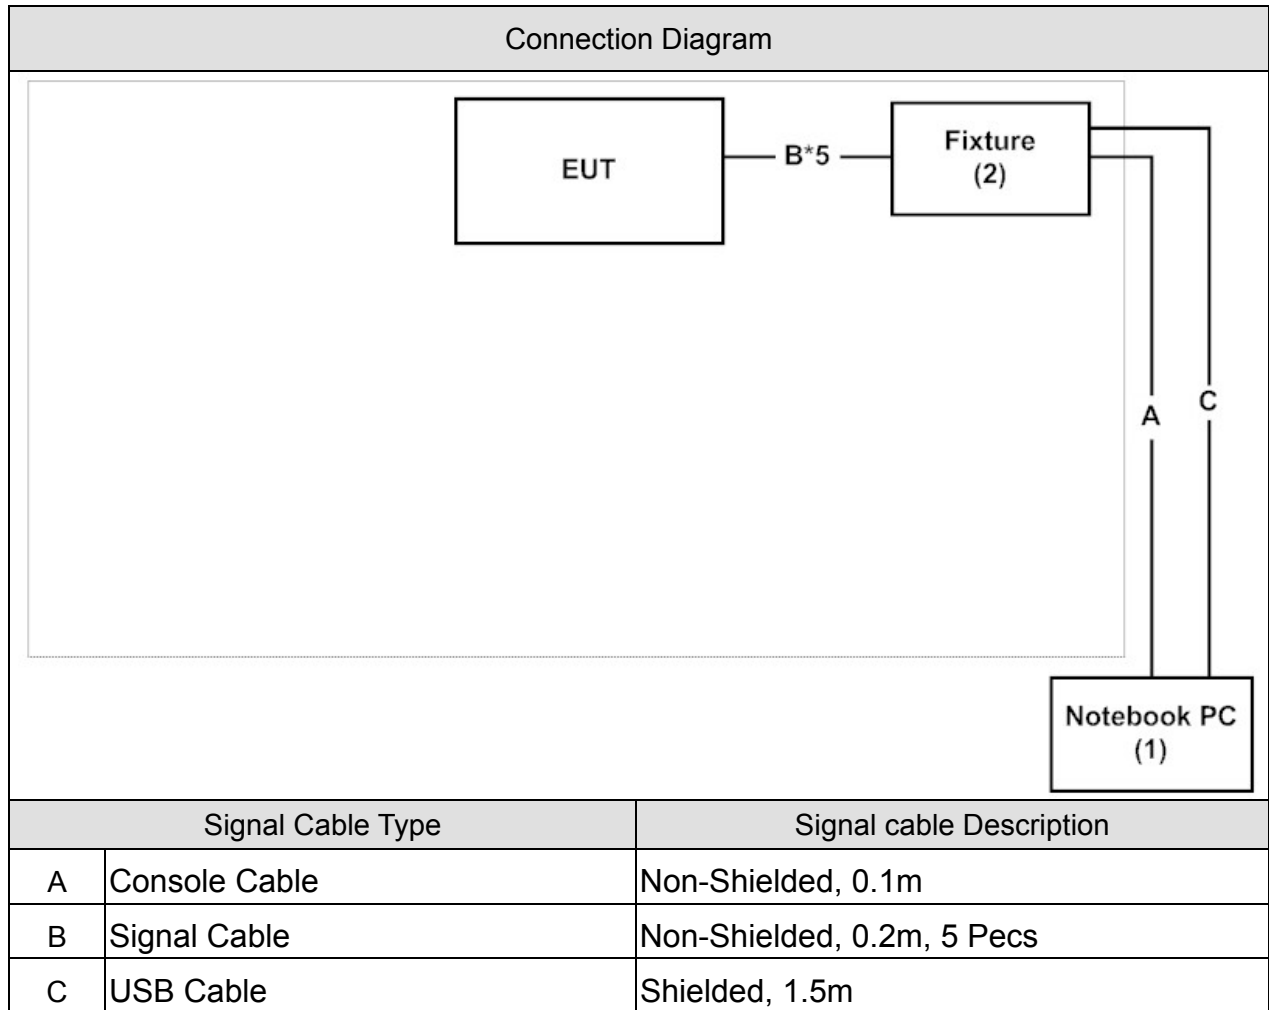 Connection Diagram
EUT
B*5
Fixture
(2)
A
C
Notebook PC
(1)
Signal Cable Type Signal cable Description
A Console Cable Non-Shielded, 0.1m
B Signal Cable Non-Shielded, 0.2m, 5 Pecs
C USB Cable Shielded, 1.5m